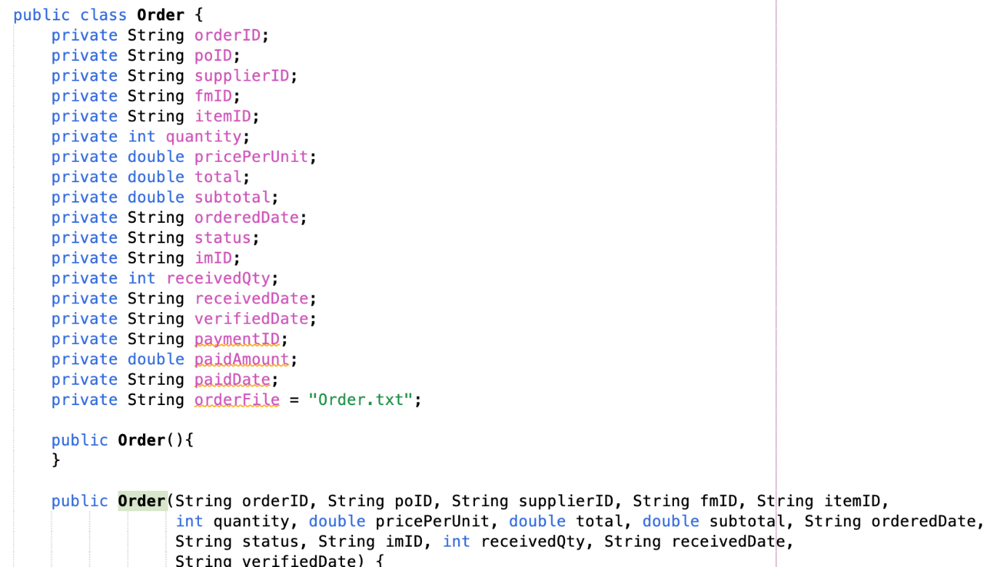 public class Order {
    private String orderID;
    private String poID;
    private String supplierID;
    private String fmID;
    private String itemID;
    private int quantity;
    private double pricePerUnit;
    private double total;
    private double subtotal;
    private String orderedDate;
    private String status;
    private String imID;
    private int receivedQty;
    private String receivedDate;
    private String verifiedDate;
    private String paymentID;
    private double paidAmount;
    private String paidDate;
    private String orderFile = "Order.txt";
    public Order(){
    }
    public Order(String orderID, String poID, String supplierID, String fmID, String itemID,
                 int quantity, double pricePerUnit, double total, double subtotal, String orderedDate,
                 String status, String imID, int receivedQty, String receivedDate,
                 String verifiedDate) {